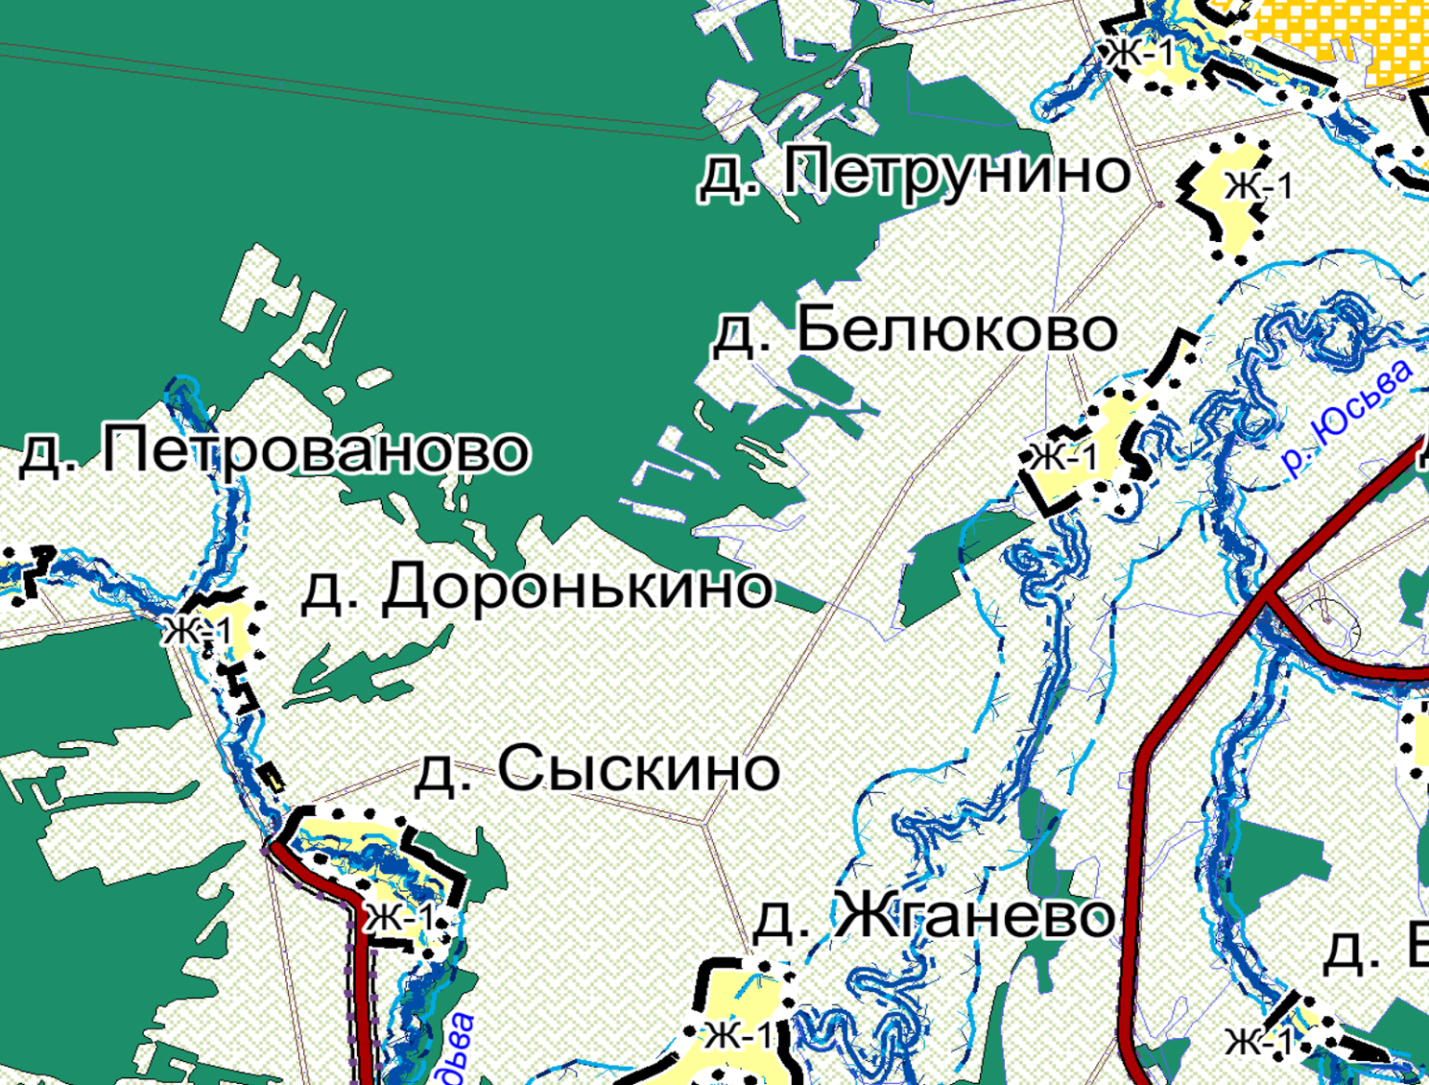 Ж-1
д. Петрунино
Ж-1
д. Белюково
р. Юсьва
д. Петрованово
Ж-1
д. Доронькино
Ж-1
д. Сыскино
Ж-1
д. Жганево
д.
Ж-1
Ж-1